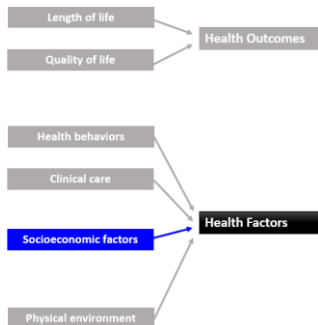 Length of life
Health Outcomes
Quality of life
Health behaviors
Clinical care
Health Factors
Socioeconomic factors
Physical environment